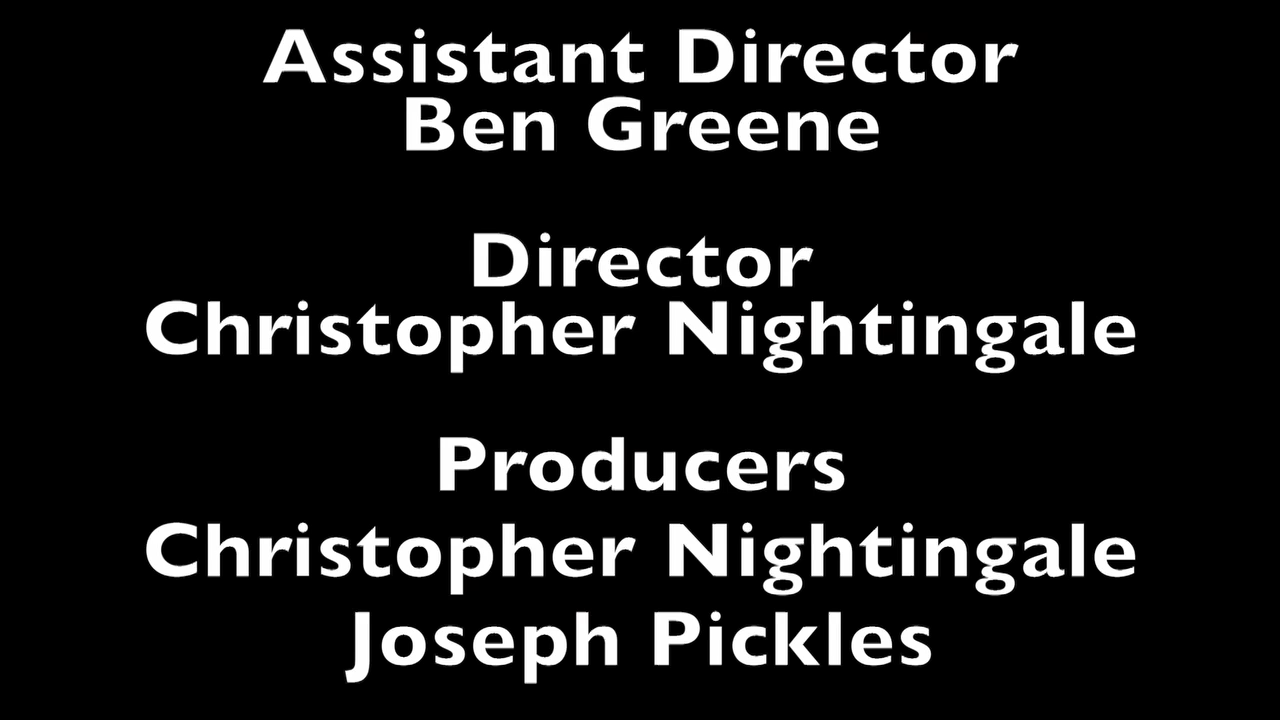 Assistant Director
Ben Greene
Director
Christopher Nightingale
Producers
Christopher Nightingale
Joseph Pickles